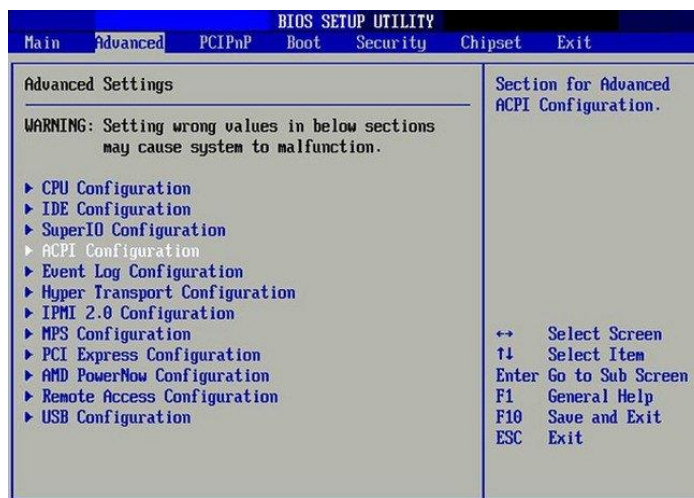 BIOS SETUP UTILITY
Main Advanced PCIPnP Boot Security Chipset Exit
Advanced Settings
WARNING: Setting wrong values in below sections
may cause system to malfunction.
▶ CPU Configuration
▶ IDE Configuration
▶ SuperIO Configuration
▶ ACPI Configuration
▶ Event Log Configuration
▶ Hyper Transport Configuration
▶ IPMI 2.0 Configuration
▶ MPS Configuration
▶ PCI Express Configuration
▶ AMD PowerNow Configuration
▶ Remote Access Configuration
▶ USB Configuration
Section for Advanced
ACPI Configuration.
↔ Select Screen
↑↓ Select Item
Enter Go to Sub Screen
F1 General Help
F10 Save and Exit
ESC Exit